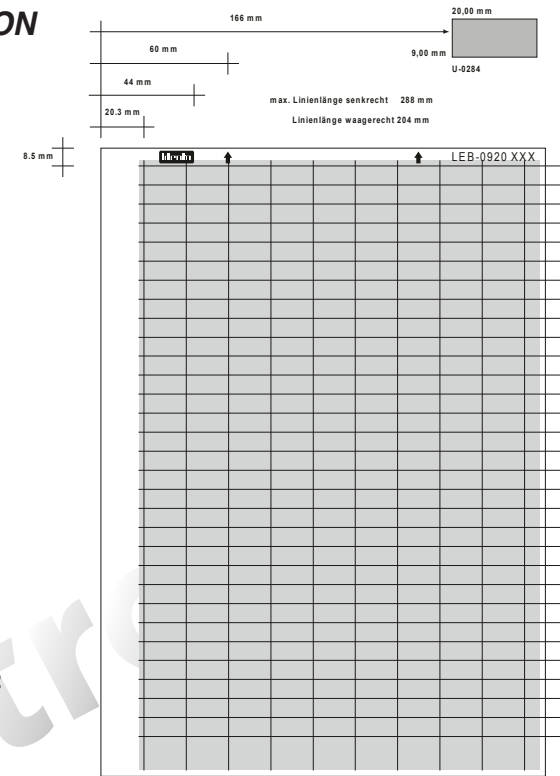 ON
166 mm
20,00 mm
9,00 mm
U-0284
60 mm
44 mm
max. Linienlänge senkrecht 288 mm
20.3 mm
Linienlänge waagerecht 204 mm
8.5 mm
LEB-0920 XXX
tr